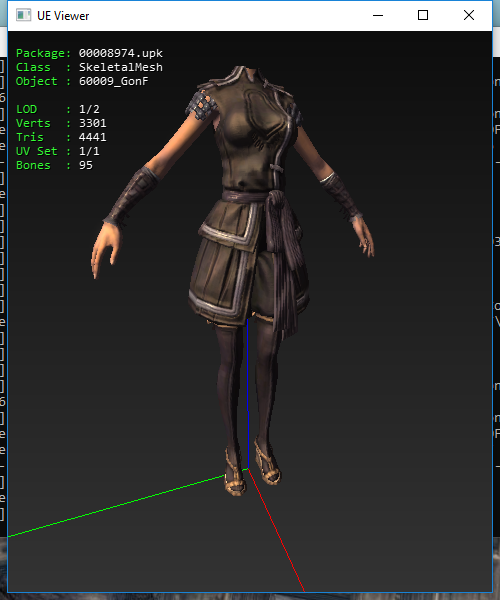 UE Viewer
Package: 00008974.upk
Class : SkeletalMesh
Object : 60009_GonF
LOD : 1/2
Verts : 3301
Tris : 4441
UV Set : 1/1
Bones : 95